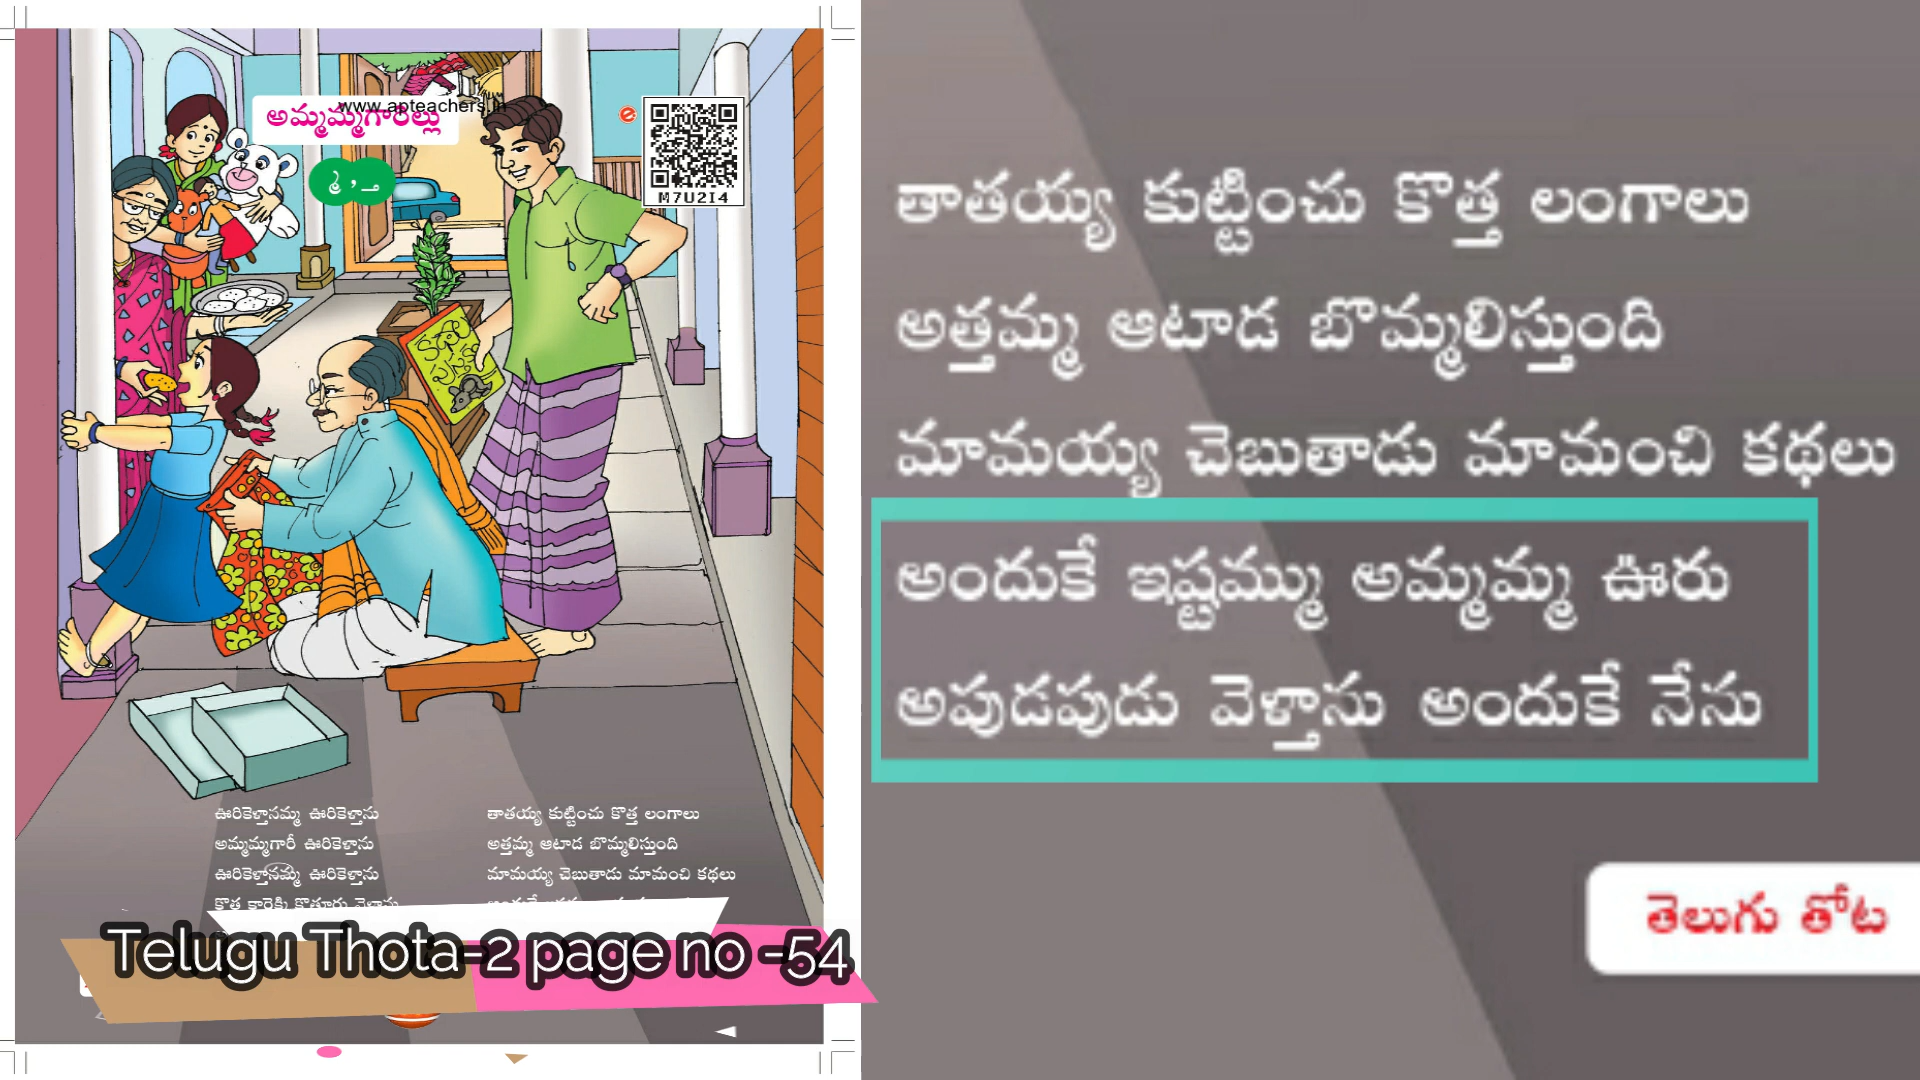 www.apteachers.in
అమ్మమ్మగారిల్లు
M7U2I4
ఊరికెళ్తానమ్మ ఊరికెళ్తాను
అమ్మమ్మగారీ ఊరికెళ్తాను
ఊరికెళ్తానమ్మ ఊరికెళ్తాను
కొత్త కారెక్కి కొత్తూరు వెళ్తాను
తాతయ్య కుట్టించు కొత్త లంగాలు
అత్తమ్మ ఆటాడ బొమ్మలిస్తుంది
మామయ్య చెబుతాడు మామంచి కథలు
Telugu Thota-2 page no -54
తాతయ్య కుట్టించు కొత్త లంగాలు
అత్తమ్మ ఆటాడ బొమ్మలిస్తుంది
మామయ్య చెబుతాడు మామంచి కథలు
అందుకే ఇష్టమ్ము అమ్మమ్మ ఊరు
అపుడపుడు వెళ్తాను అందుకే నేను
తెలుగు తోట